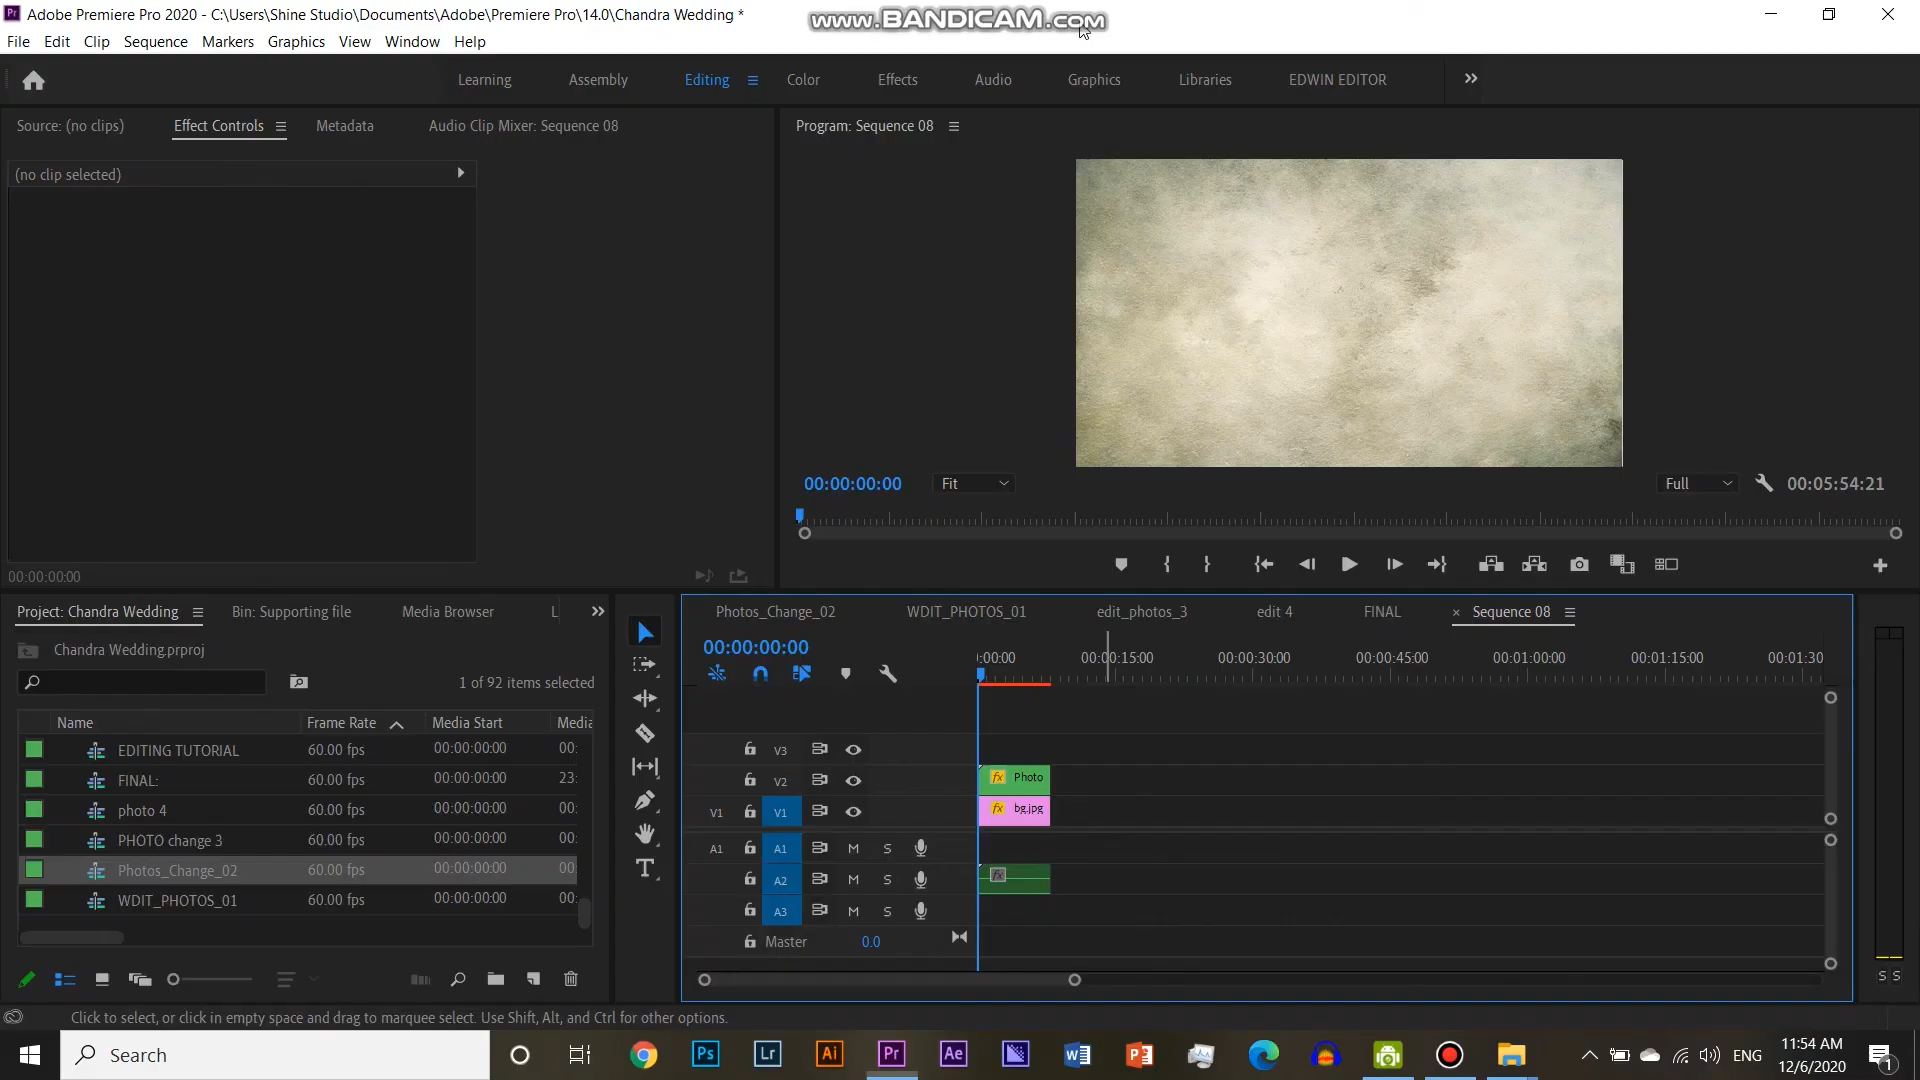 Adobe Premiere Pro 2020 - C:\Users\Shine Studio\Documents\Adobe\Premiere Pro\14.0\Chandra Wedding *
www.BANDICAM.com
File Edit Clip Sequence Markers Graphics View Window Help
Learning Assembly Editing Color Effects Audio Graphics Libraries EDWIN EDITOR
Source: (no clips) Effect Controls Metadata Audio Clip Mixer: Sequence 08
Program: Sequence 08
(no clip selected)
00:00:00:00 Fit Full 00:05:54:21
00:00:00:00
Project: Chandra Wedding Bin: Supporting file Media Browser L
Photos_Change_02 WDIT_PHOTOS_01 edit_photos_3 edit 4 FINAL × Sequence 08
Chandra Wedding.prproj
00:00:00:00
:00:00 00:00:15:00 00:00:30:00 00:00:45:00 00:01:00:00 00:01:15:00 00:01:30
1 of 92 items selected
Name Frame Rate Media Start Media
EDITING TUTORIAL 60.00 fps 00:00:00:00 00:
FINAL: 60.00 fps 00:00:00:00 23:
photo 4 60.00 fps 00:00:00:00 00:
PHOTO change 3 60.00 fps 00:00:00:00 00:
Photos_Change_02 60.00 fps 00:00:00:00 00:
WDIT_PHOTOS_01 60.00 fps 00:00:00:00 00:
V3
V2 fx Photo
V1 V1 fx bg.jpg
A1 A1 M S
A2 M S fx
A3 M S
Master 0.0
S S
Click to select, or click in empty space and drag to marquee select. Use Shift, Alt, and Ctrl for other options.
Search
Ps Lr Ai Pr Ae
ENG
11:54 AM
12/6/2020
1